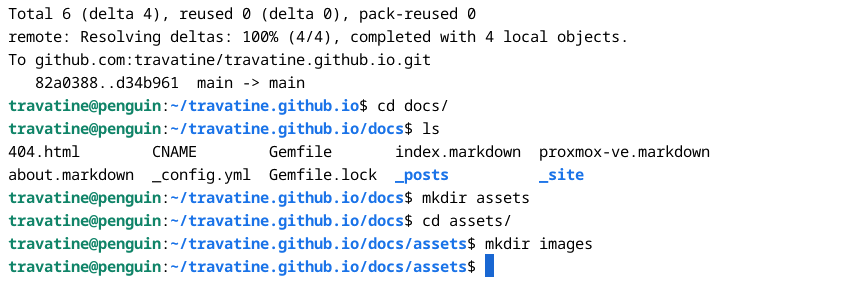 Total 6 (delta 4), reused 0 (delta 0), pack-reused 0
remote: Resolving deltas: 100% (4/4), completed with 4 local objects.
To github.com:travatine/travatine.github.io.git
   82a0388..d34b961  main -> main
travatine@penguin:~/travatine.github.io$ cd docs/
travatine@penguin:~/travatine.github.io/docs$ ls
404.html        CNAME        Gemfile       index.markdown  proxmox-ve.markdown
about.markdown  _config.yml  Gemfile.lock  _posts          _site
travatine@penguin:~/travatine.github.io/docs$ mkdir assets
travatine@penguin:~/travatine.github.io/docs$ cd assets/
travatine@penguin:~/travatine.github.io/docs/assets$ mkdir images
travatine@penguin:~/travatine.github.io/docs/assets$